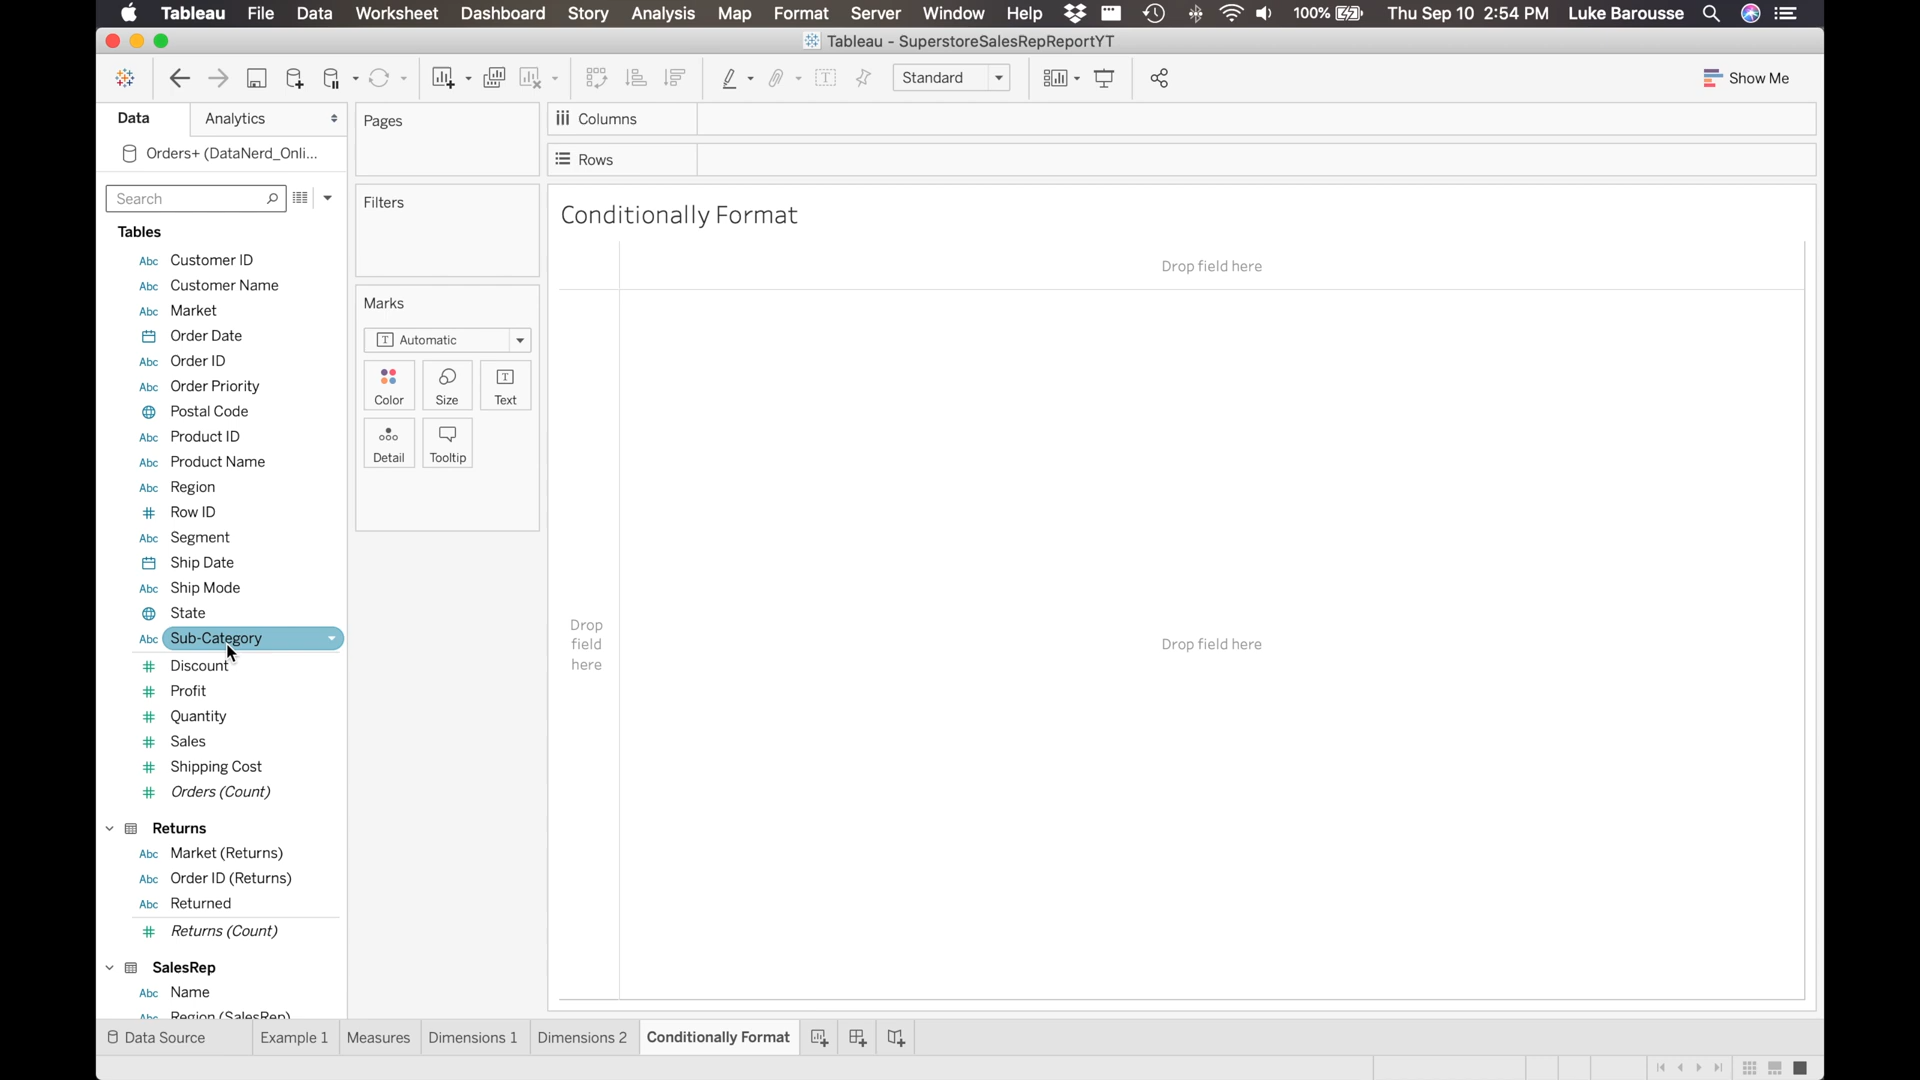 Tableau File Data Worksheet Dashboard Story Analysis Map Format Server Window Help 100% Thu Sep 10 2:54 PM Luke Barousse
Tableau - SuperstoreSalesRepReportYT
Standard
Show Me
Data
Analytics
Orders+ (DataNerd_Onli...
Search
Tables
Abc Customer ID
Abc Customer Name
Abc Market
Order Date
Abc Order ID
Abc Order Priority
Postal Code
Abc Product ID
Abc Product Name
Abc Region
# Row ID
Abc Segment
Ship Date
Abc Ship Mode
State
Abc Sub-Category
# Discount
# Profit
# Quantity
# Sales
# Shipping Cost
# Orders (Count)
Returns
Abc Market (Returns)
Abc Order ID (Returns)
Abc Returned
# Returns (Count)
SalesRep
Abc Name
Abc Region (SalesRep)
Pages
Filters
Marks
T Automatic
Color
Size
T Text
Detail
Tooltip
Columns
Rows
Conditionally Format
Drop field here
Drop
field
here
Drop field here
Data Source
Example 1
Measures
Dimensions 1
Dimensions 2
Conditionally Format